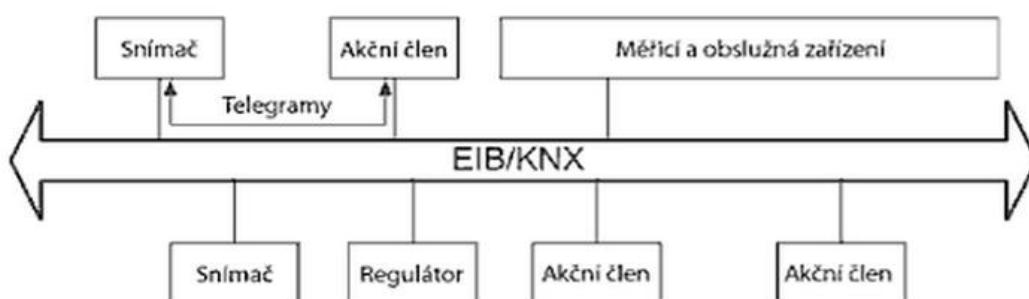 Snímač
Akční člen
Měřicí a obslužná zařízení
Telegramy
EIB/KNX
Snímač
Regulátor
Akční člen
Akční člen